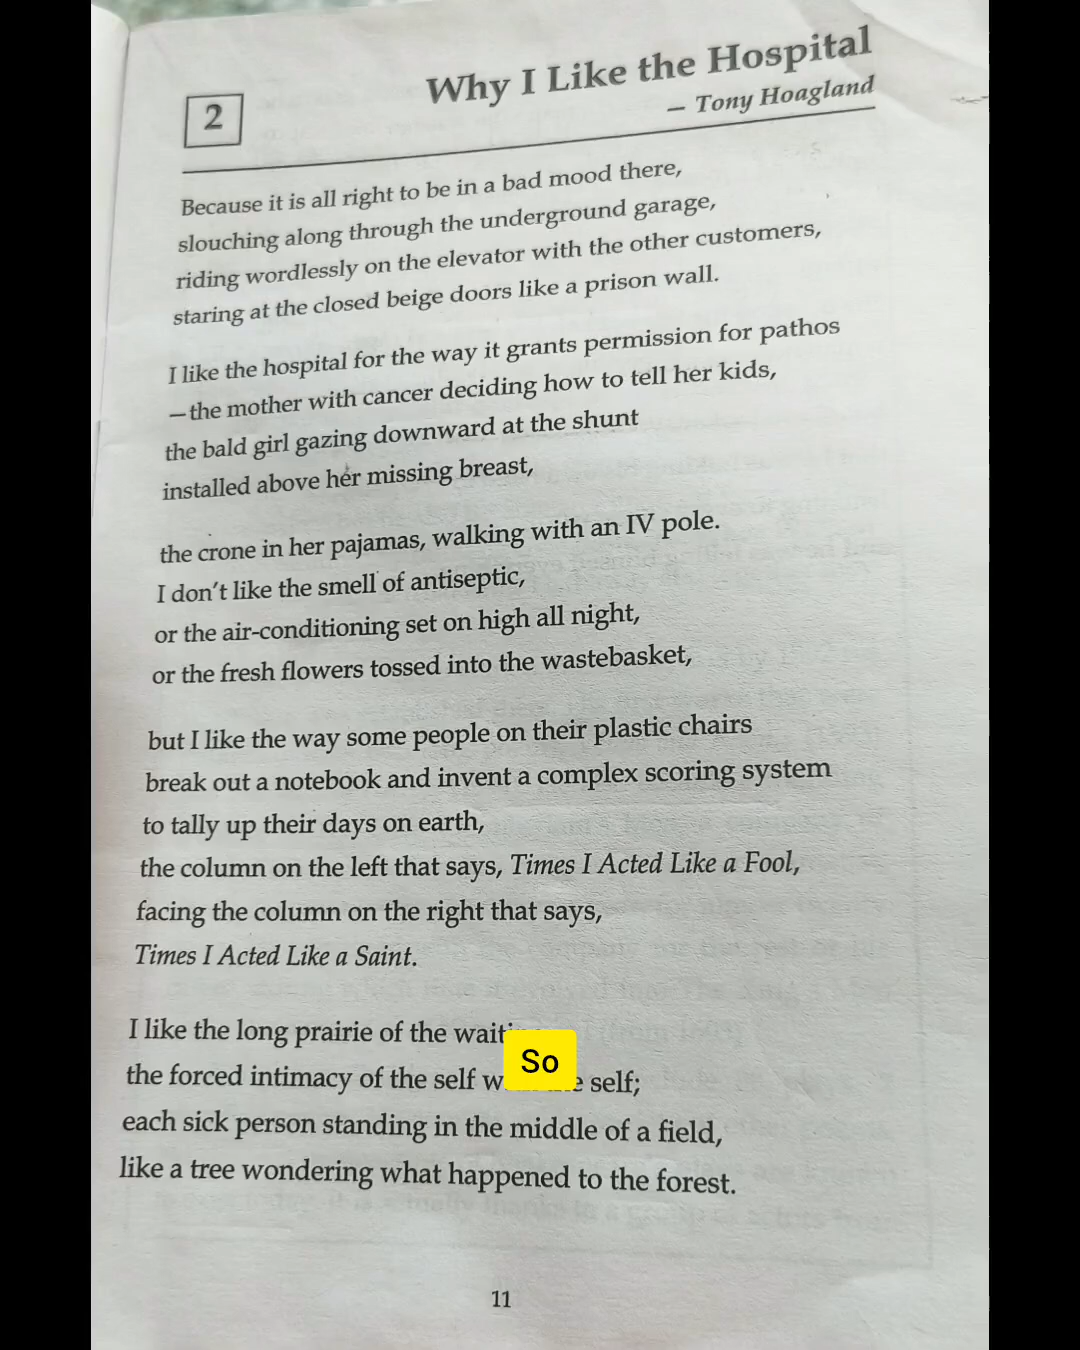 2
Why I Like the Hospital
— Tony Hoagland
Because it is all right to be in a bad mood there,
slouching along through the underground garage,
riding wordlessly on the elevator with the other customers,
staring at the closed beige doors like a prison wall.
I like the hospital for the way it grants permission for pathos
—the mother with cancer deciding how to tell her kids,
the bald girl gazing downward at the shunt
installed above her missing breast,
the crone in her pajamas, walking with an IV pole.
I don't like the smell of antiseptic,
or the air-conditioning set on high all night,
or the fresh flowers tossed into the wastebasket,
but I like the way some people on their plastic chairs
break out a notebook and invent a complex scoring system
to tally up their days on earth,
the column on the left that says, Times I Acted Like a Fool,
facing the column on the right that says,
Times I Acted Like a Saint.
I like the long prairie of the
So
the forced intimacy of the self self;
each sick person standing in the middle of a field,
like a tree wondering what happened to the forest.
11